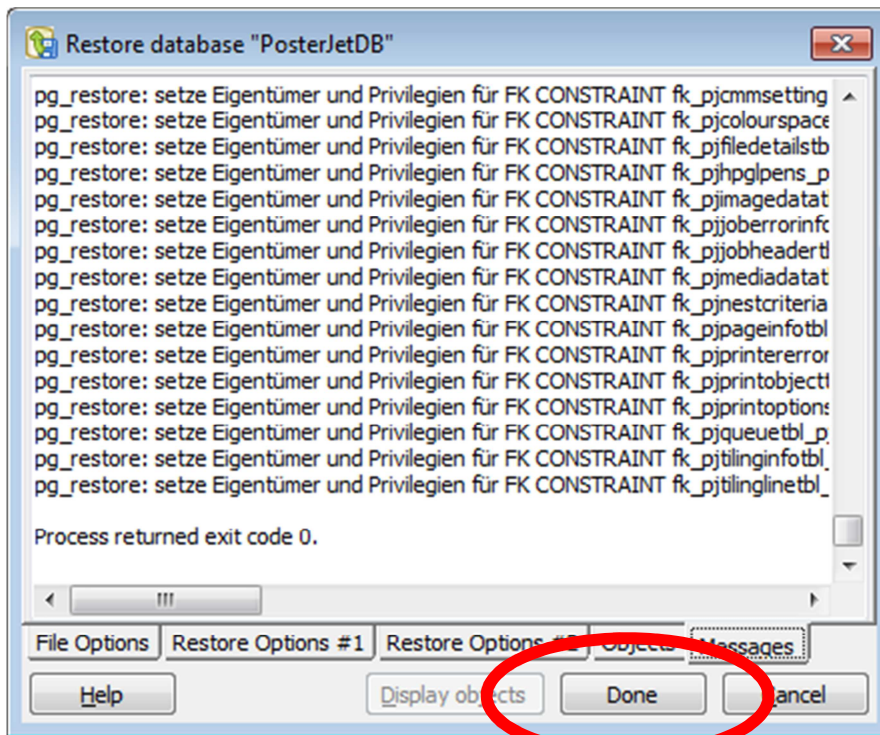 Restore database "PosterJetDB"
pg_restore: setze Eigentümer und Privilegien für FK CONSTRAINT fk_pjcmmsetting
pg_restore: setze Eigentümer und Privilegien für FK CONSTRAINT fk_pjcolourspace
pg_restore: setze Eigentümer und Privilegien für FK CONSTRAINT fk_pjfiledetailstb
pg_restore: setze Eigentümer und Privilegien für FK CONSTRAINT fk_pjhpglpens_p
pg_restore: setze Eigentümer und Privilegien für FK CONSTRAINT fk_pjimagedatat
pg_restore: setze Eigentümer und Privilegien für FK CONSTRAINT fk_pjjoberrorinfo
pg_restore: setze Eigentümer und Privilegien für FK CONSTRAINT fk_pjjobheadert
pg_restore: setze Eigentümer und Privilegien für FK CONSTRAINT fk_pjmediadatat
pg_restore: setze Eigentümer und Privilegien für FK CONSTRAINT fk_pjnestcriteria
pg_restore: setze Eigentümer und Privilegien für FK CONSTRAINT fk_pjpageinfotbl
pg_restore: setze Eigentümer und Privilegien für FK CONSTRAINT fk_pjprintererror
pg_restore: setze Eigentümer und Privilegien für FK CONSTRAINT fk_pjprintobjectt
pg_restore: setze Eigentümer und Privilegien für FK CONSTRAINT fk_pjprintoptions
pg_restore: setze Eigentümer und Privilegien für FK CONSTRAINT fk_pjqueuetbl_pj
pg_restore: setze Eigentümer und Privilegien für FK CONSTRAINT fk_pjtilinginfotbl_
pg_restore: setze Eigentümer und Privilegien für FK CONSTRAINT fk_pjtilinglinetbl_
Process returned exit code 0.
File Options Restore Options #1 Restore Options #2 Objects Messages
Help Display objects Done Cancel